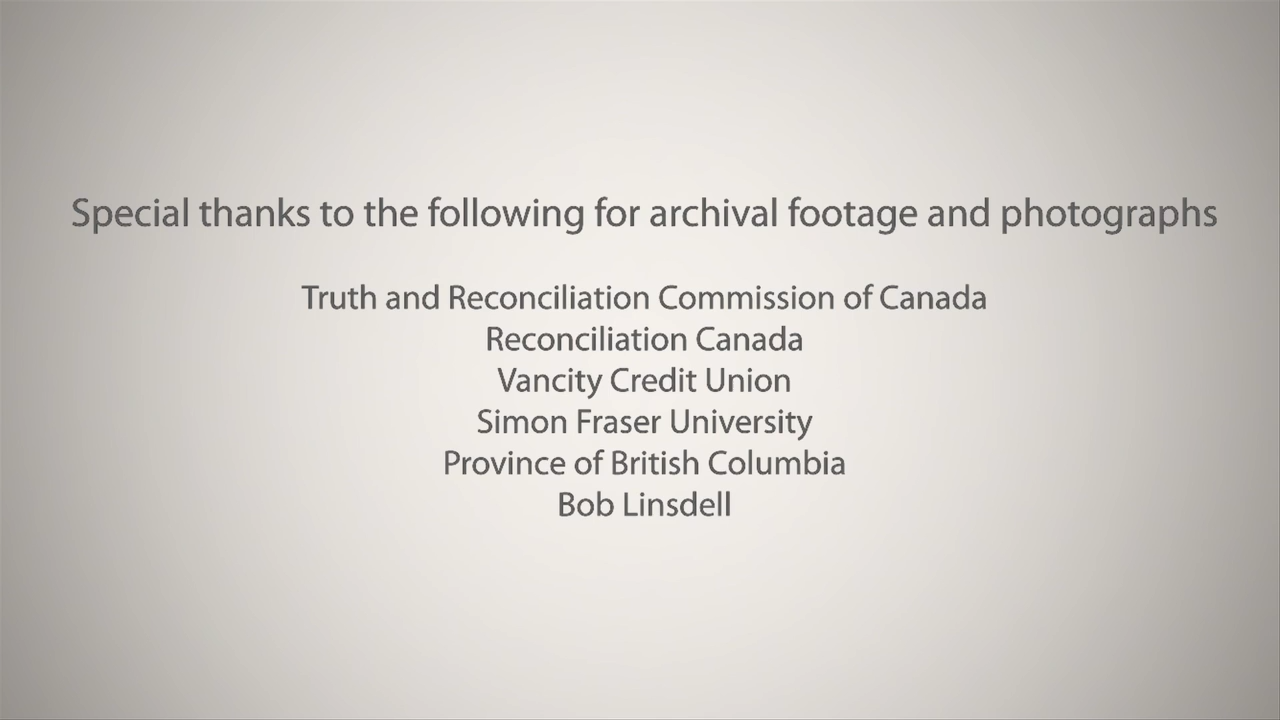 Special thanks to the following for archival footage and photographs
Truth and Reconciliation Commission of Canada
Reconciliation Canada
Vancity Credit Union
Simon Fraser University
Province of British Columbia
Bob Linsdell